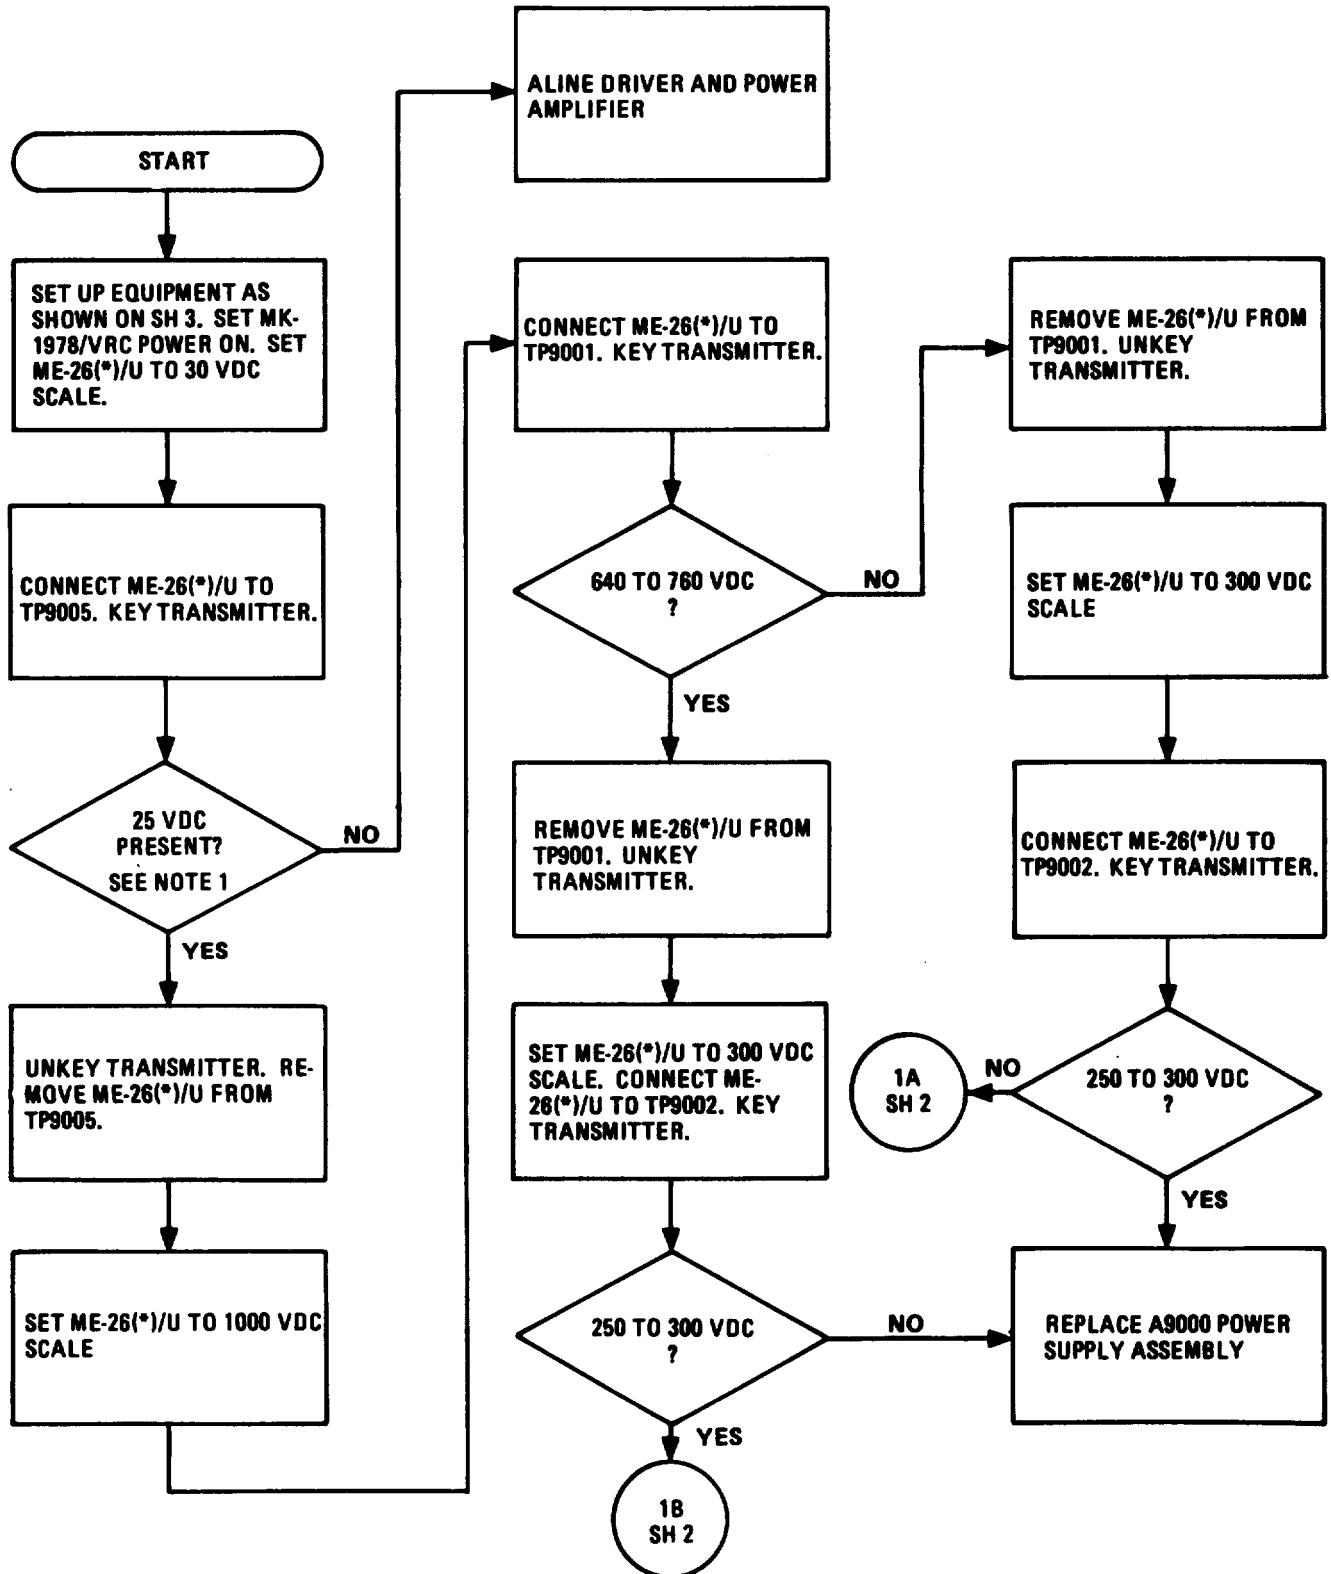 START
SET UP EQUIPMENT AS
SHOWN ON SH 3. SET MK-
1978/VRC POWER ON. SET
ME-26(*)/U TO 30 VDC
SCALE.
CONNECT ME-26(*)/U TO
TP9005. KEY TRANSMITTER.
25 VDC
PRESENT?
SEE NOTE 1
NO
YES
UNKEY TRANSMITTER. RE-
MOVE ME-26(*)/U FROM
TP9005.
SET ME-26(*)/U TO 1000 VDC
SCALE
ALINE DRIVER AND POWER
AMPLIFIER
CONNECT ME-26(*)/U TO
TP9001. KEY TRANSMITTER.
640 TO 760 VDC
?
NO
YES
REMOVE ME-26(*)/U FROM
TP9001. UNKEY
TRANSMITTER.
SET ME-26(*)/U TO 300 VDC
SCALE. CONNECT ME-
26(*)/U TO TP9002. KEY
TRANSMITTER.
250 TO 300 VDC
?
NO
YES
1B
SH 2
REMOVE ME-26(*)/U FROM
TP9001. UNKEY
TRANSMITTER.
SET ME-26(*)/U TO 300 VDC
SCALE
CONNECT ME-26(*)/U TO
TP9002. KEY TRANSMITTER.
250 TO 300 VDC
?
NO
1A
SH 2
YES
REPLACE A9000 POWER
SUPPLY ASSEMBLY